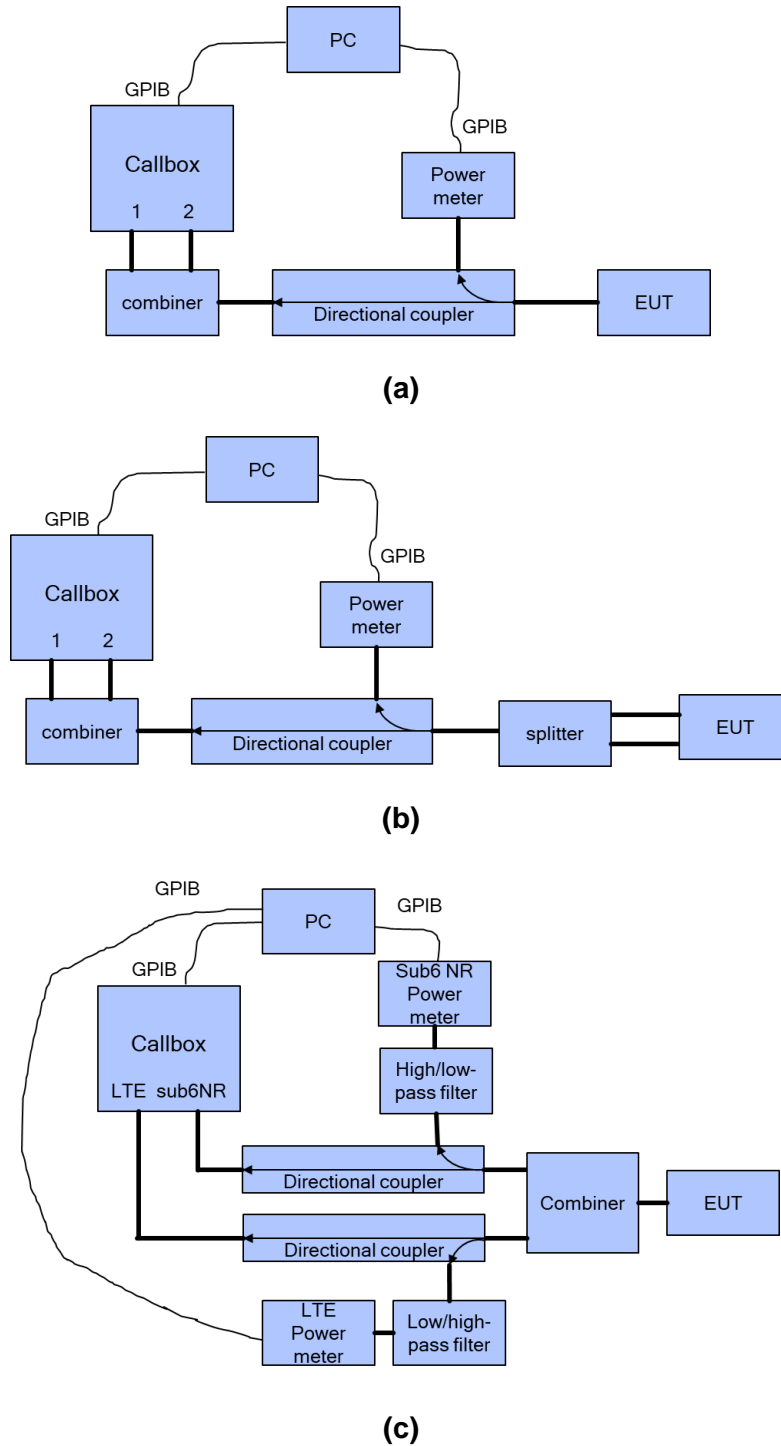 PC
GPIB
GPIB
Callbox
1 2
Power
meter
combiner
Directional coupler
EUT
(a)
PC
GPIB
GPIB
Callbox
1 2
Power
meter
combiner
Directional coupler
splitter
EUT
(b)
GPIB
PC
GPIB
GPIB
Sub6 NR
Power
meter
Callbox
LTE sub6NR
High/low-
pass filter
Directional coupler
Combiner
EUT
Directional coupler
LTE
Power
meter
Low/high-
pass filter
(c)